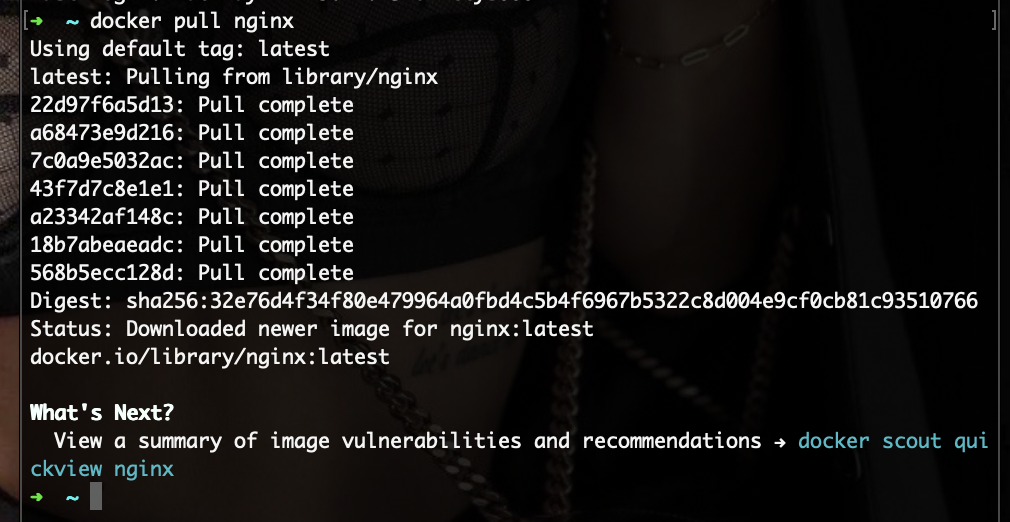 [➜  ~ docker pull nginx ]
Using default tag: latest
latest: Pulling from library/nginx
22d97f6a5d13: Pull complete
a68473e9d216: Pull complete
7c0a9e5032ac: Pull complete
43f7d7c8e1e1: Pull complete
a23342af148c: Pull complete
18b7abeaeadc: Pull complete
568b5ecc128d: Pull complete
Digest: sha256:32e76d4f34f80e479964a0fbd4c5b4f6967b5322c8d004e9cf0cb81c93510766
Status: Downloaded newer image for nginx:latest
docker.io/library/nginx:latest
What's Next?
View a summary of image vulnerabilities and recommendations → docker scout qui
ckview nginx
➜  ~